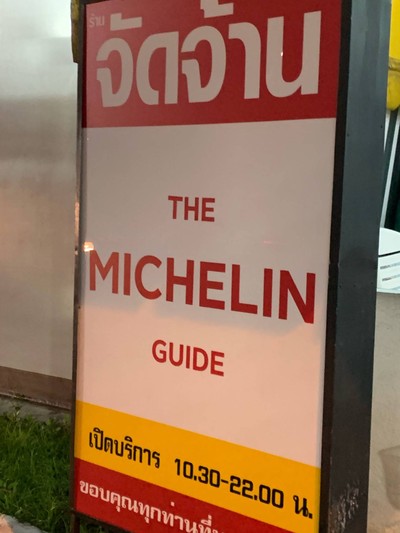 ร้าน
จัดจ้าน
THE
MICHELIN
GUIDE
เปิดบริการ 10.30-22.00 น.
ขอบคุณทุกท่านที่